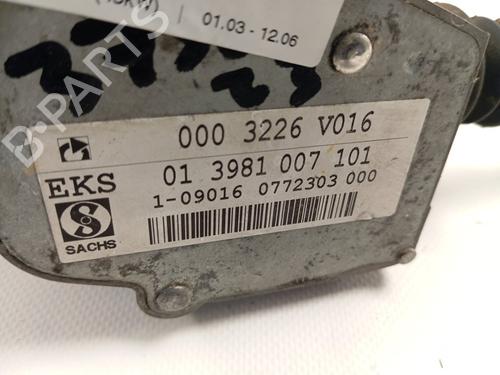 01.03 - 12.06
000 3226 V016
EKS
01 3981 007 101
1-09016 0772303 000
S
SACHS
B-PARTS